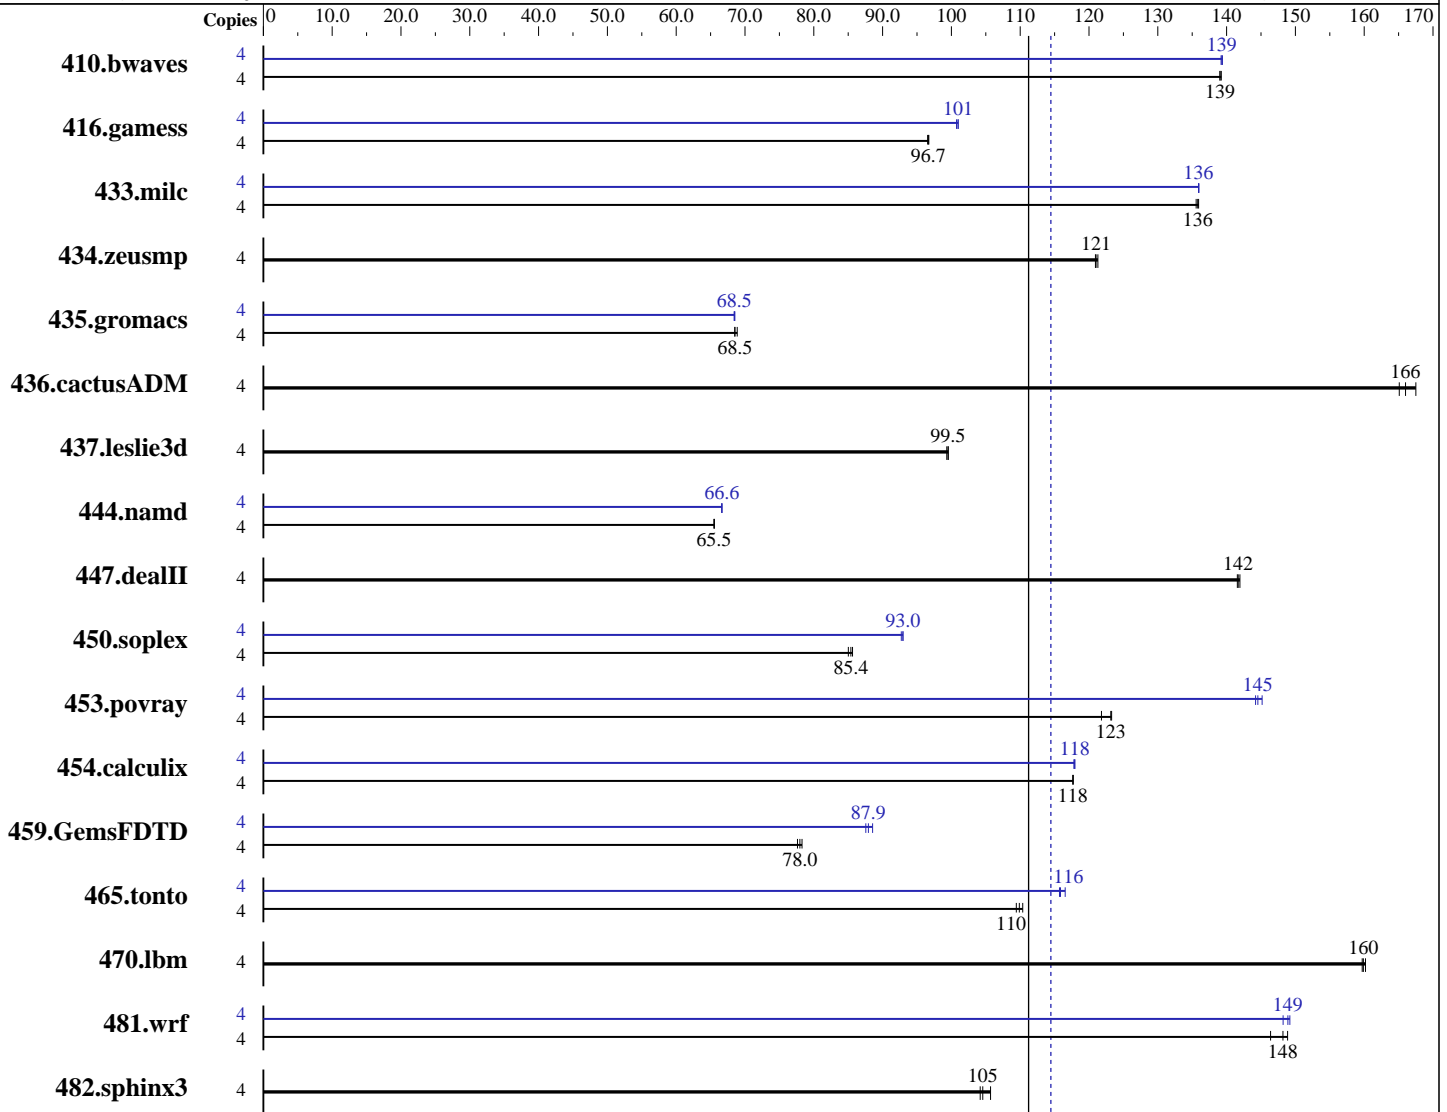 Copies 0 10.0 20.0 30.0 40.0 50.0 60.0 70.0 80.0 90.0 100 110 120 130 140 150 160 170
410.bwaves 4 139
4 139
416.gamess 4 101
4 96.7
433.milc 4 136
4 136
434.zeusmp 4 121
435.gromacs 4 68.5
4 68.5
436.cactusADM 4 166
437.leslie3d 4 99.5
444.namd 4 66.6
4 65.5
447.dealII 4 142
450.soplex 4 93.0
4 85.4
453.povray 4 145
4 123
454.calculix 4 118
4 118
459.GemsFDTD 4 87.9
4 78.0
465.tonto 4 116
4 110
470.lbm 4 160
481.wrf 4 149
4 148
482.sphinx3 4 105